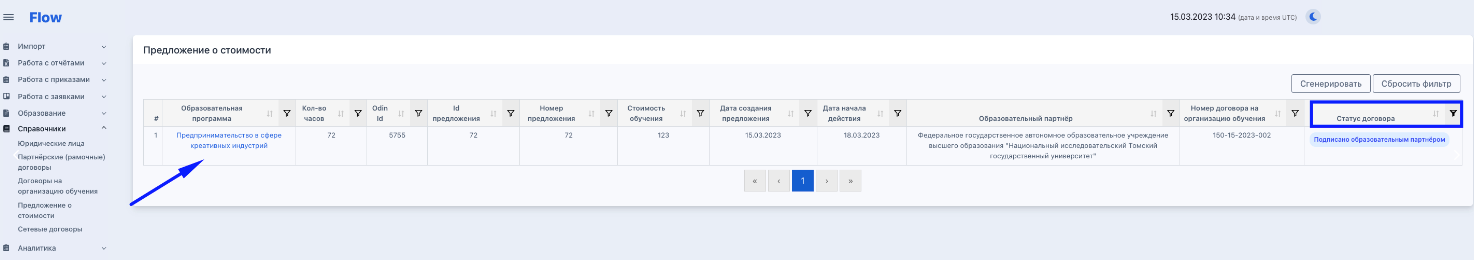 Flow
15.03.2023 10:34 (дата и время UTC)
Импорт
Работа с отчётами
Работа с приказами
Работа с заявками
Образование
Справочники
Юридические лица
Партнёрские (рамочные)
договоры
Договоры на
организацию обучения
Предложение о
стоимости
Сетевые договоры
Аналитика
Предложение о стоимости
Сгенерировать
Сбросить фильтр
#
Образовательная
программа
Кол-во
часов
Odin
Id
Id
предложения
Номер
предложения
Стоимость
обучения
Дата создания
предложения
Дата начала
действия
Образовательный партнёр
Номер договора на
организацию обучения
Статус договора
1
Предпринимательство в сфере
креативных индустрий
72
5755
72
72
123
15.03.2023
18.03.2023
Федеральное государственное автономное образовательное учреждение
высшего образования "Национальный исследовательский Томский
государственный университет"
150-15-2023-002
Подписано образовательным партнёром
« ‹ 1 › »